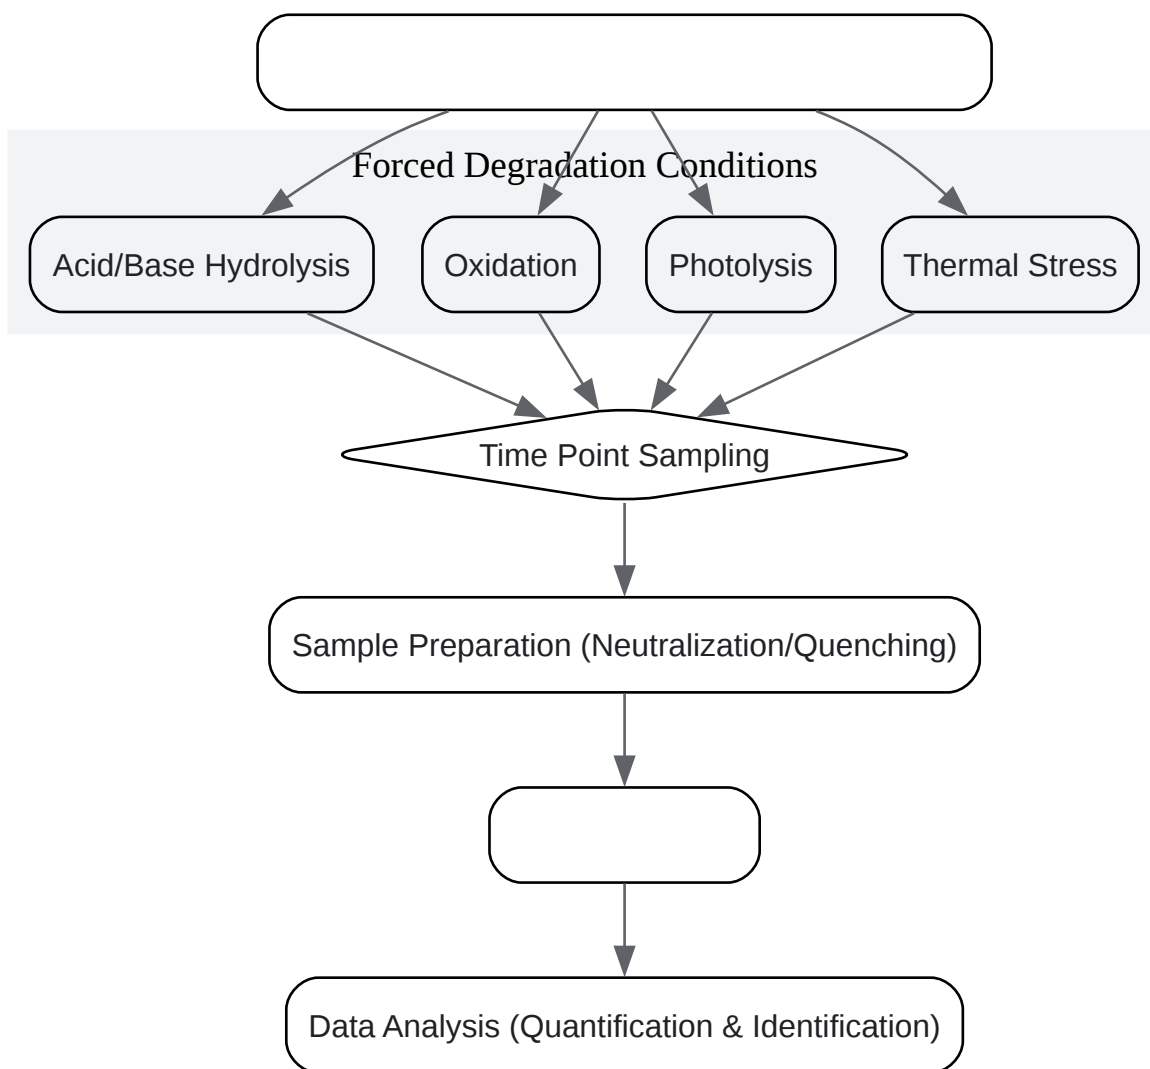 Forced Degradation Conditions
Acid/Base Hydrolysis
Oxidation
Photolysis
Thermal Stress
Time Point Sampling
Sample Preparation (Neutralization/Quenching)
Data Analysis (Quantification & Identification)